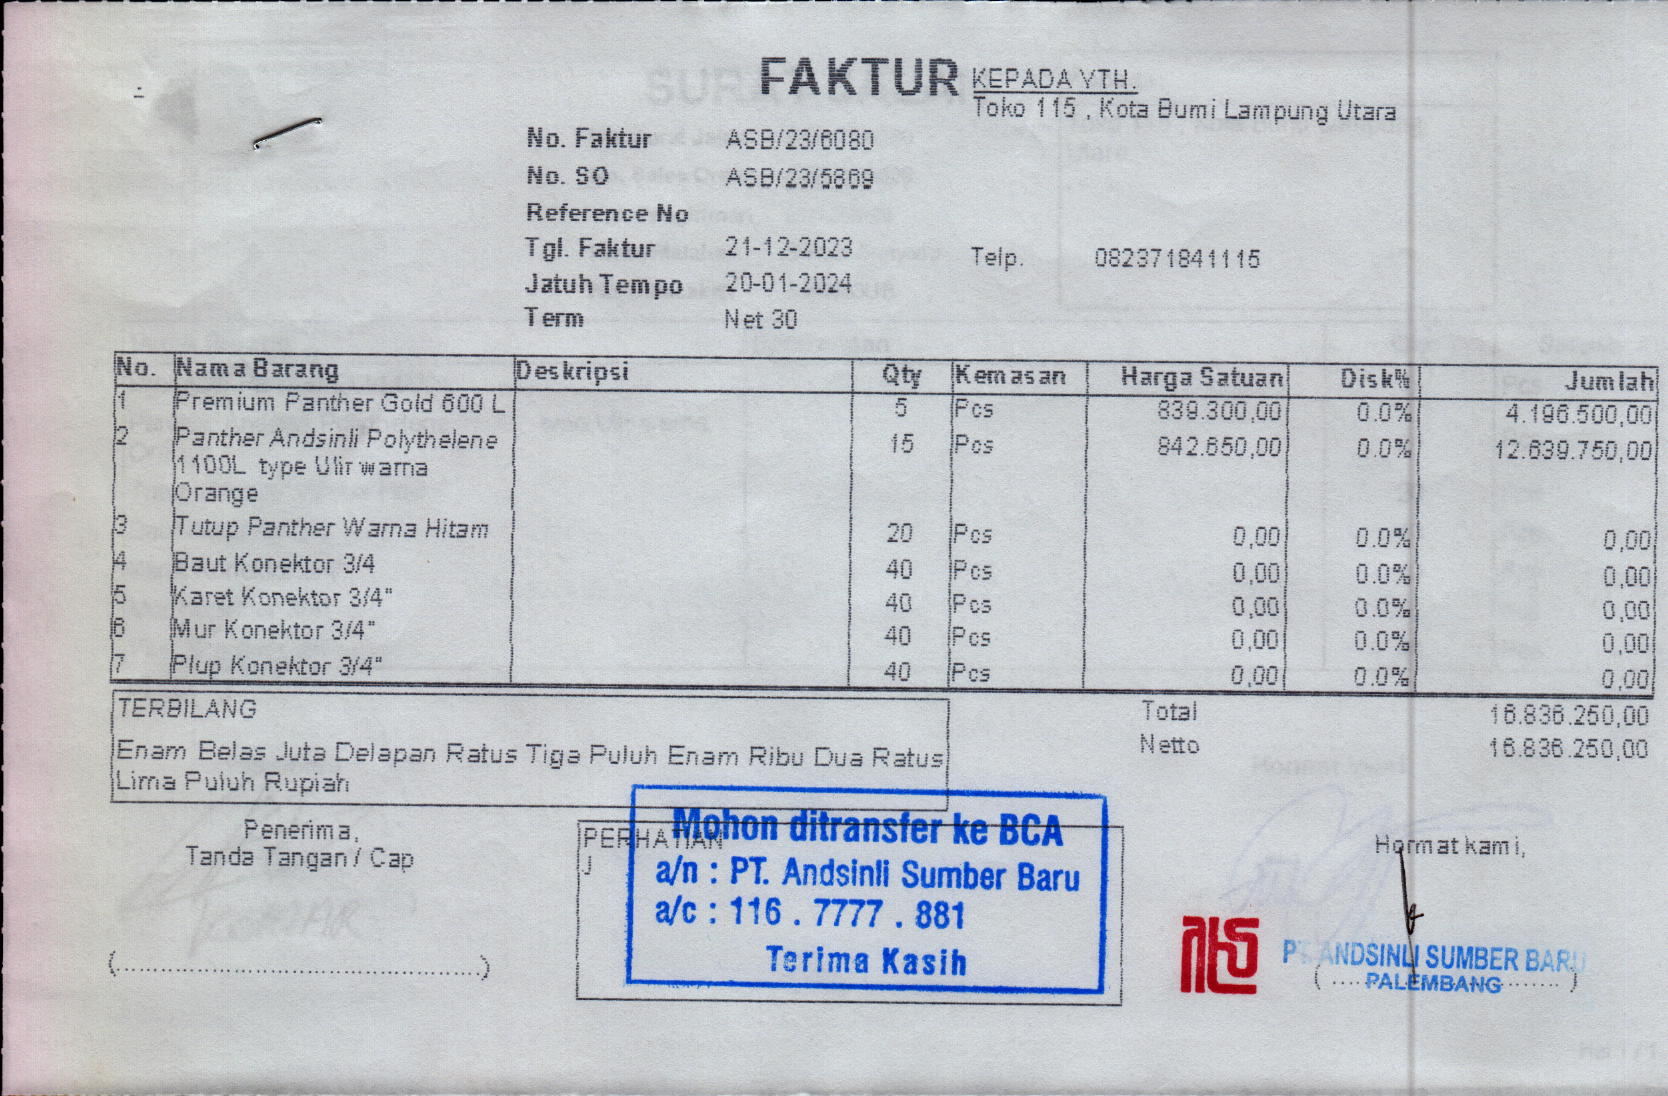 FAKTUR
KEPADA YTH.
Toko 115 , Kota Bumi Lampung Utara
No. Faktur ASB/23/6080
No. SO ASB/23/5869
Reference No
Tgl. Faktur 21-12-2023
Telp. 082371841115
Jatuh Tempo 20-01-2024
Term Net 30
No. Nama Barang Deskripsi Qty Kemasan Harga Satuan Disk% Jumlah
1 Premium Panther Gold 600 L 5 Pcs 839.300,00 0.0% 4.196.500,00
2 Panther Andsinli Polythelene 15 Pcs 842.650,00 0.0% 12.639.750,00
1100L type Ulir warna
Orange
3 Tutup Panther Warna Hitam 20 Pcs 0,00 0.0% 0,00
4 Baut Konektor 3/4 40 Pcs 0,00 0.0% 0,00
5 Karet Konektor 3/4" 40 Pcs 0,00 0.0% 0,00
6 Mur Konektor 3/4" 40 Pcs 0,00 0.0% 0,00
7 Plup Konektor 3/4" 40 Pcs 0,00 0.0% 0,00
TERBILANG
Enam Belas Juta Delapan Ratus Tiga Puluh Enam Ribu Dua Ratus
Lima Puluh Rupiah
Total 16.836.250,00
Netto 16.836.250,00
Penerima,
Tanda Tangan / Cap
(.................................................)
PERHATIAN
J
Mohon ditransfer ke BCA
a/n : PT. Andsinli Sumber Baru
a/c : 116 . 7777 . 881
Terima Kasih
Hormat kami,
PT. ANDSINLI SUMBER BARU
PALEMBANG